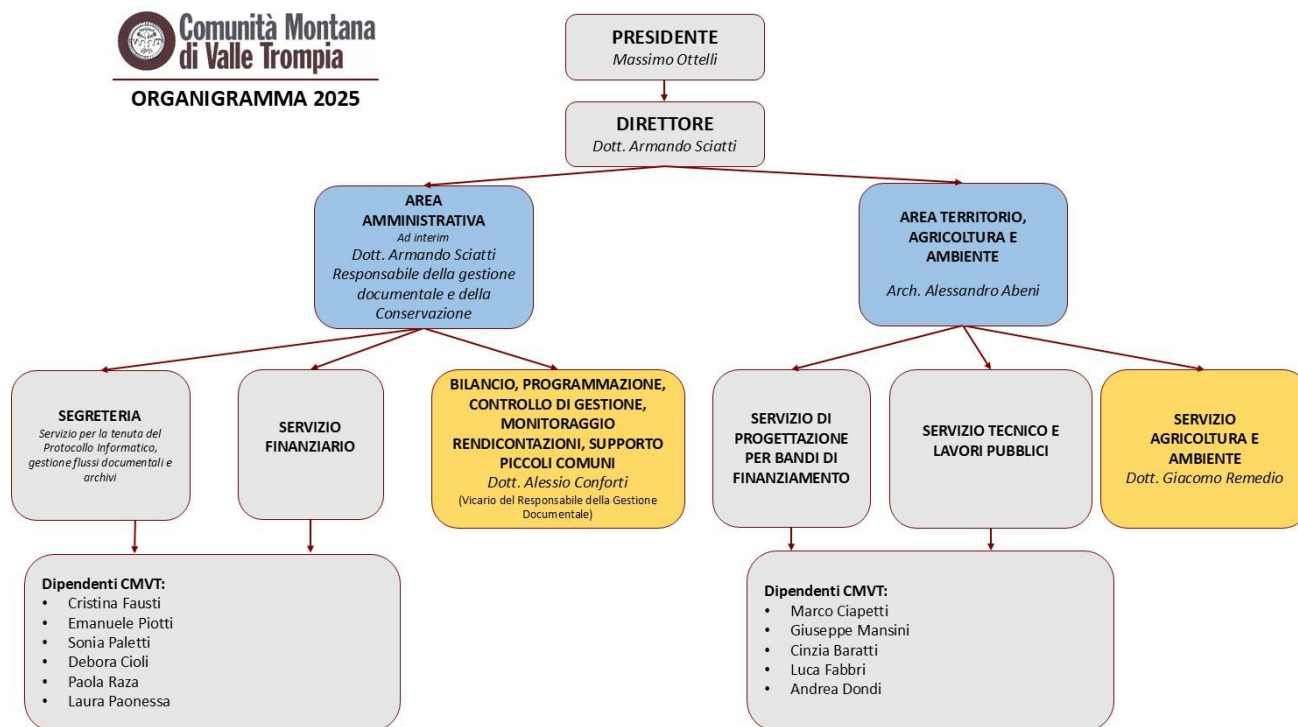 Comunità Montana
di Valle Trompia
ORGANIGRAMMA 2025
PRESIDENTE
Massimo Ottelli
DIRETTORE
Dott. Armando Sciatti
AREA
AMMINISTRATIVA
Ad interim
Dott. Armando Sciatti
Responsabile della gestione
documentale e della
Conservazione
AREA TERRITORIO,
AGRICOLTURA E
AMBIENTE
Arch. Alessandro Abeni
SEGRETERIA
Servizio per la tenuta del
Protocollo Informatico,
gestione flussi documentali e
archivi
SERVIZIO
FINANZIARIO
BILANCIO, PROGRAMMAZIONE,
CONTROLLO DI GESTIONE,
MONITORAGGIO
RENDICONTAZIONI, SUPPORTO
PICCOLI COMUNI
Dott. Alessio Conforti
(Vicario del Responsabile della Gestione
Documentale)
SERVIZIO DI
PROGETTAZIONE
PER BANDI DI
FINANZIAMENTO
SERVIZIO TECNICO E
LAVORI PUBBLICI
SERVIZIO
AGRICOLTURA E
AMBIENTE
Dott. Giacomo Remedio
Dipendenti CMVT:
• Cristina Fausti
• Emanuele Piotti
• Sonia Paletti
• Debora Cioli
• Paola Raza
• Laura Paonessa
Dipendenti CMVT:
• Marco Ciapetti
• Giuseppe Mansini
• Cinzia Baratti
• Luca Fabbri
• Andrea Dondi